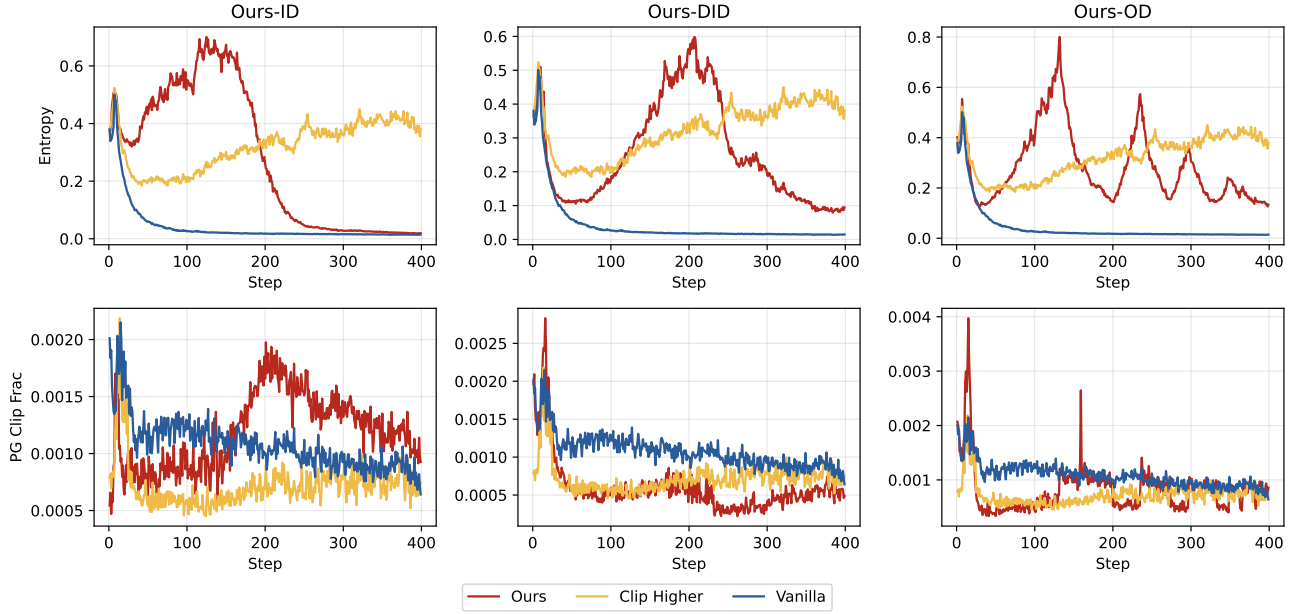 Ours-ID
Ours-DID
Ours-OD
Entropy
0.6
0.4
0.2
0.0
0 100 200 300 400
Step
0.6
0.5
0.4
0.3
0.2
0.1
0.0
0 100 200 300 400
Step
0.8
0.6
0.4
0.2
0.0
0 100 200 300 400
Step
PG Clip Frac
0.0020
0.0015
0.0010
0.0005
0 100 200 300 400
Step
0.0025
0.0020
0.0015
0.0010
0.0005
0 100 200 300 400
Step
0.004
0.003
0.002
0.001
0 100 200 300 400
Step
Ours Clip Higher Vanilla